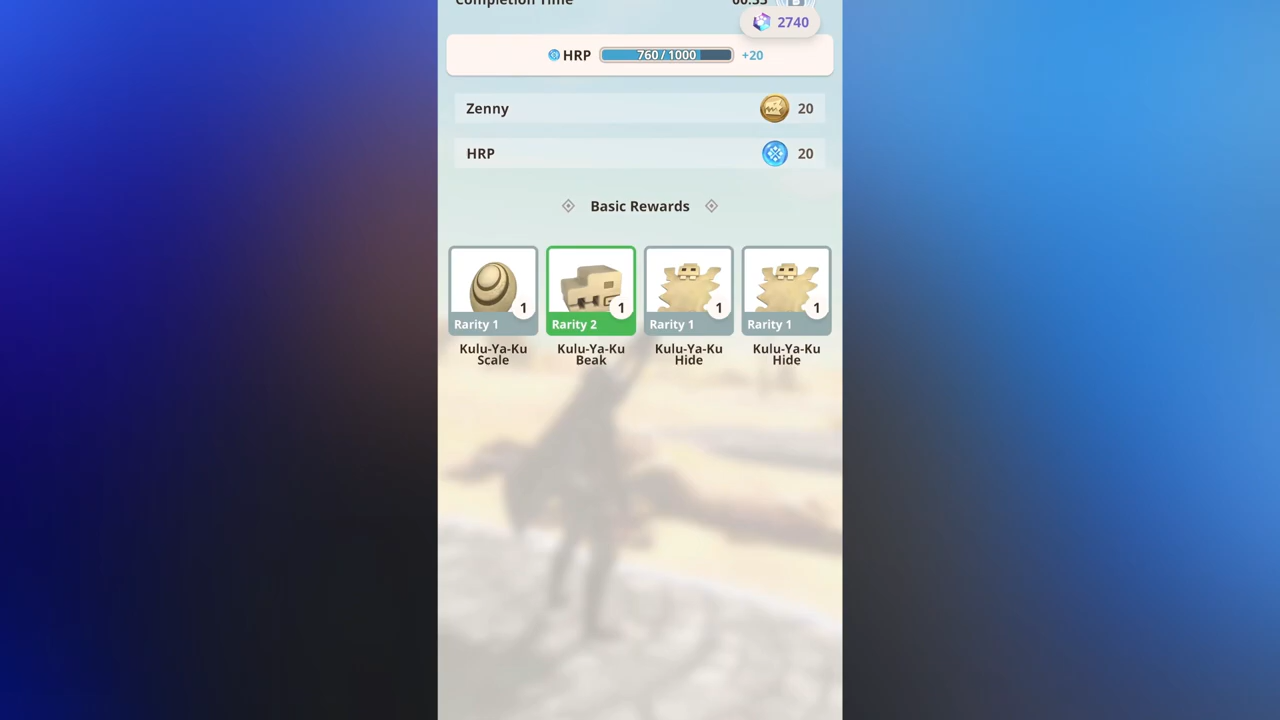 Completion Time 00:33
2740
HRP 760/1000 +20
Zenny 20
HRP 20
Basic Rewards
1 1 1 1
Rarity 1 Rarity 2 Rarity 1 Rarity 1
Kulu-Ya-Ku Kulu-Ya-Ku Kulu-Ya-Ku Kulu-Ya-Ku
Scale Beak Hide Hide